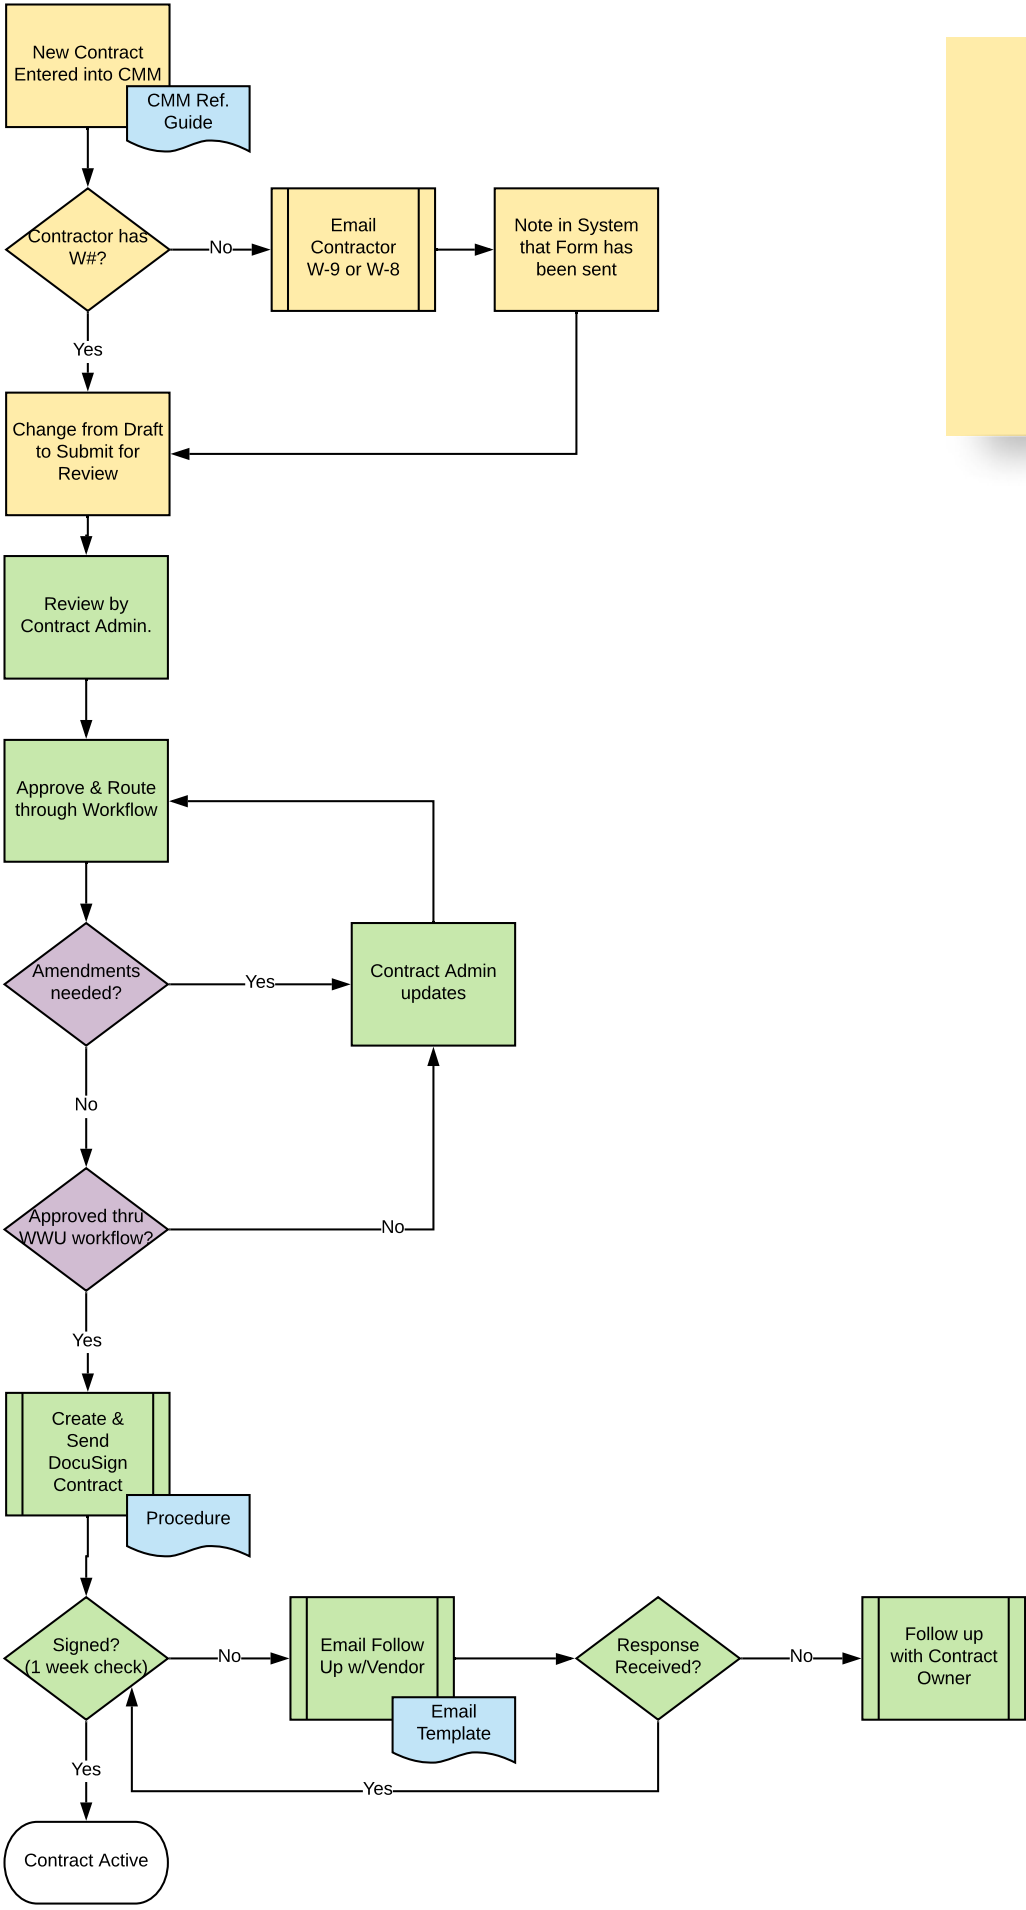 New Contract
Entered into CMM
CMM Ref.
Guide
Contractor has
W#?
No
Email
Contractor
W-9 or W-8
Note in System
that Form has
been sent
Yes
Change from Draft
to Submit for
Review
Review by
Contract Admin.
Approve & Route
through Workflow
Amendments
needed?
Yes
Contract Admin
updates
No
Approved thru
WWU workflow?
No
Yes
Create &
Send
DocuSign
Contract
Procedure
Signed?
(1 week check)
No
Email Follow
Up w/Vendor
Email
Template
Response
Received?
No
Follow up
with Contract
Owner
Yes
Yes
Contract Active